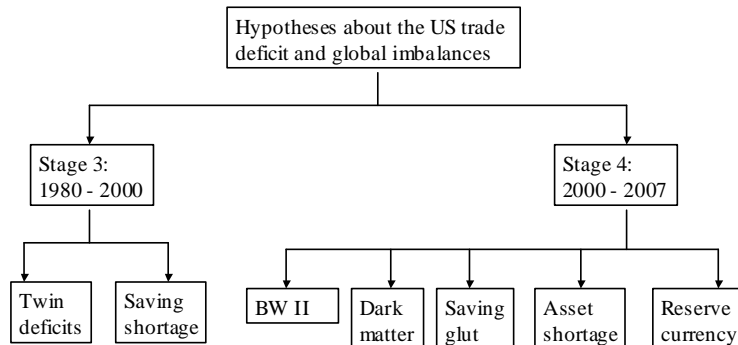 Hypotheses about the US trade
deficit and global imbalances
Stage 3:
1980 - 2000
Stage 4:
2000 - 2007
Twin
deficits
Saving
shortage
BW II
Dark
matter
Saving
glut
Asset
shortage
Reserve
currency